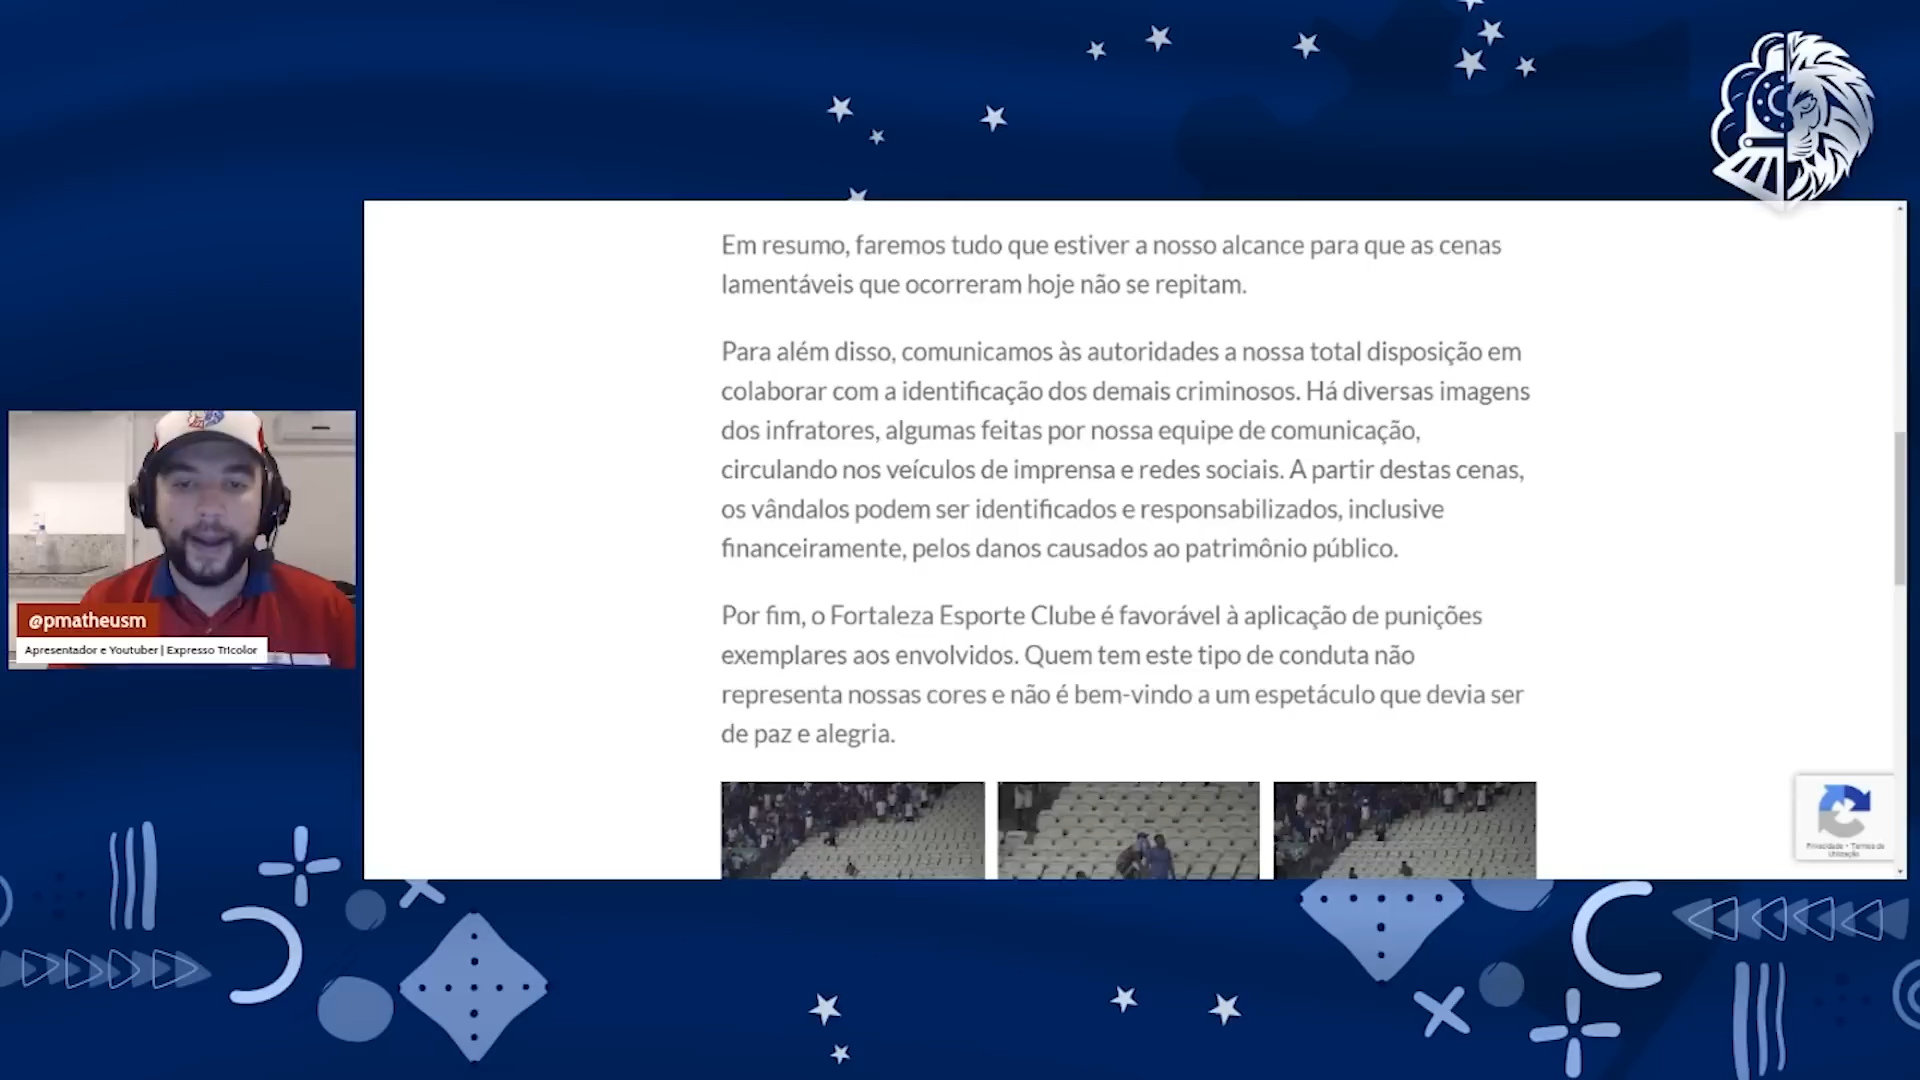 Em resumo, faremos tudo que estiver a nosso alcance para que as cenas
lamentáveis que ocorreram hoje não se repitam.
Para além disso, comunicamos às autoridades a nossa total disposição em
colaborar com a identificação dos demais criminosos. Há diversas imagens
dos infratores, algumas feitas por nossa equipe de comunicação,
circulando nos veículos de imprensa e redes sociais. A partir destas cenas,
os vândalos podem ser identificados e responsabilizados, inclusive
financeiramente, pelos danos causados ao patrimônio público.
Por fim, o Fortaleza Esporte Clube é favorável à aplicação de punições
exemplares aos envolvidos. Quem tem este tipo de conduta não
representa nossas cores e não é bem-vindo a um espetáculo que devia ser
de paz e alegria.
@pmatheusm
Apresentador e Youtuber | Expresso Tricolor
Privacidade - Termos de
Utilização